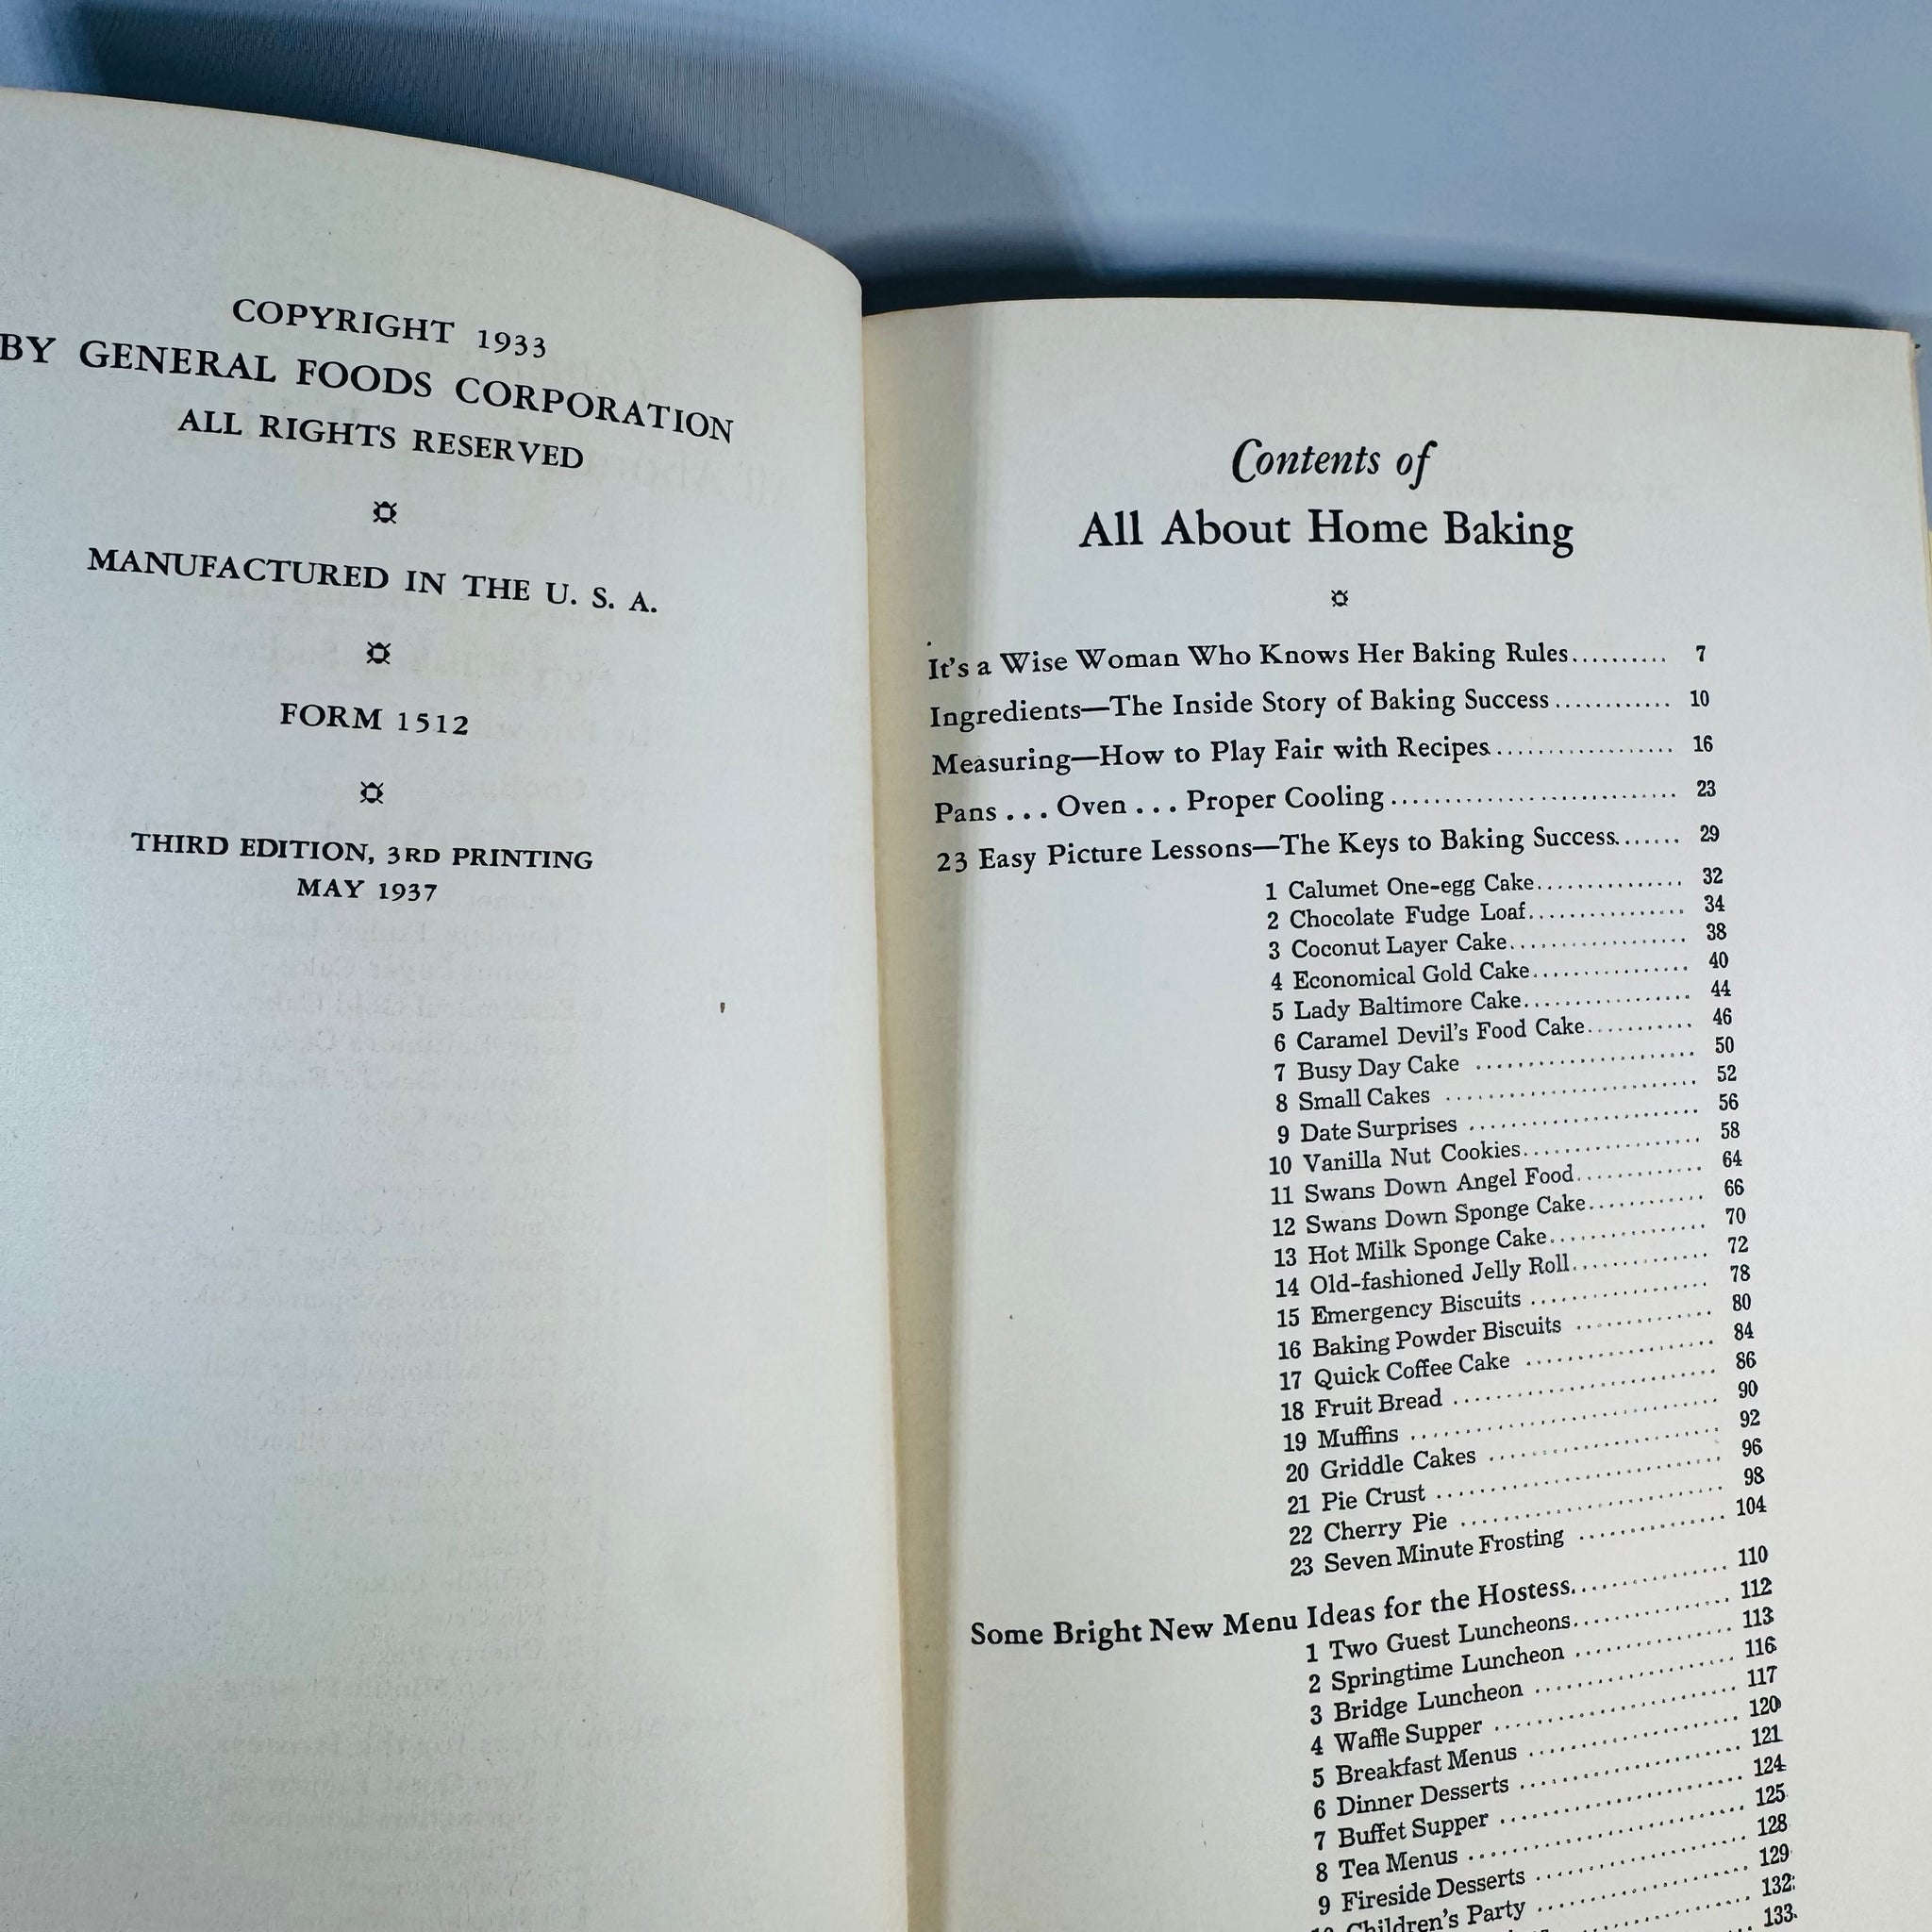 COPYRIGHT 1933
BY GENERAL FOODS CORPORATION
ALL RIGHTS RESERVED
MANUFACTURED IN THE U. S. A.
FORM 1512
THIRD EDITION, 3RD PRINTING
MAY 1937
Contents of
All About Home Baking
It's a Wise Woman Who Knows Her Baking Rules.......... 7
Ingredients—The Inside Story of Baking Success............ 10
Measuring—How to Play Fair with Recipes.................. 16
Pans . . . Oven . . . Proper Cooling............................ 23
23 Easy Picture Lessons—The Keys to Baking Success....... 29
1 Calumet One-egg Cake............... 32
2 Chocolate Fudge Loaf................ 34
3 Coconut Layer Cake.................. 38
4 Economical Gold Cake................ 40
5 Lady Baltimore Cake................. 44
6 Caramel Devil's Food Cake........... 46
7 Busy Day Cake ...................... 50
8 Small Cakes ......................... 52
9 Date Surprises ....................... 56
10 Vanilla Nut Cookies.................. 58
11 Swans Down Angel Food............. 64
12 Swans Down Sponge Cake............ 66
13 Hot Milk Sponge Cake................ 70
14 Old-fashioned Jelly Roll.............. 72
15 Emergency Biscuits .................. 78
16 Baking Powder Biscuits .............. 80
17 Quick Coffee Cake ................... 84
18 Fruit Bread .......................... 86
19 Muffins .............................. 90
20 Griddle Cakes ....................... 92
21 Pie Crust ............................ 96
22 Cherry Pie .......................... 98
23 Seven Minute Frosting ............... 104
Some Bright New Menu Ideas for the Hostess................ 110
1 Two Guest Luncheons................ 112
2 Springtime Luncheon ................ 113
3 Bridge Luncheon .................... 116
4 Waffle Supper ....................... 117
5 Breakfast Menus ..................... 120
6 Dinner Desserts ..................... 121
7 Buffet Supper ....................... 124
8 Tea Menus .......................... 125
9 Fireside Desserts .................... 128
10 Children's Party .................... 129
132
133